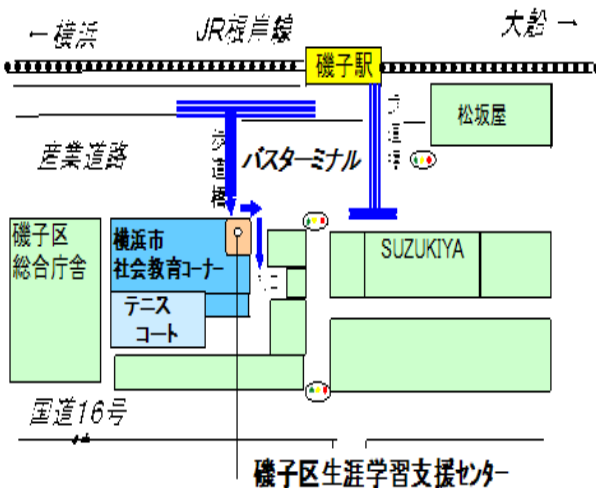 ←横浜
JR根岸線
大船 →
磯子駅
松坂屋
歩道橋
歩道橋
産業道路
バスターミナル
磯子区
総合庁舎
横浜市
社会教育コーナー
テニス
コート
SUZUKIYA
国道16号
磯子区生涯学習支援センター